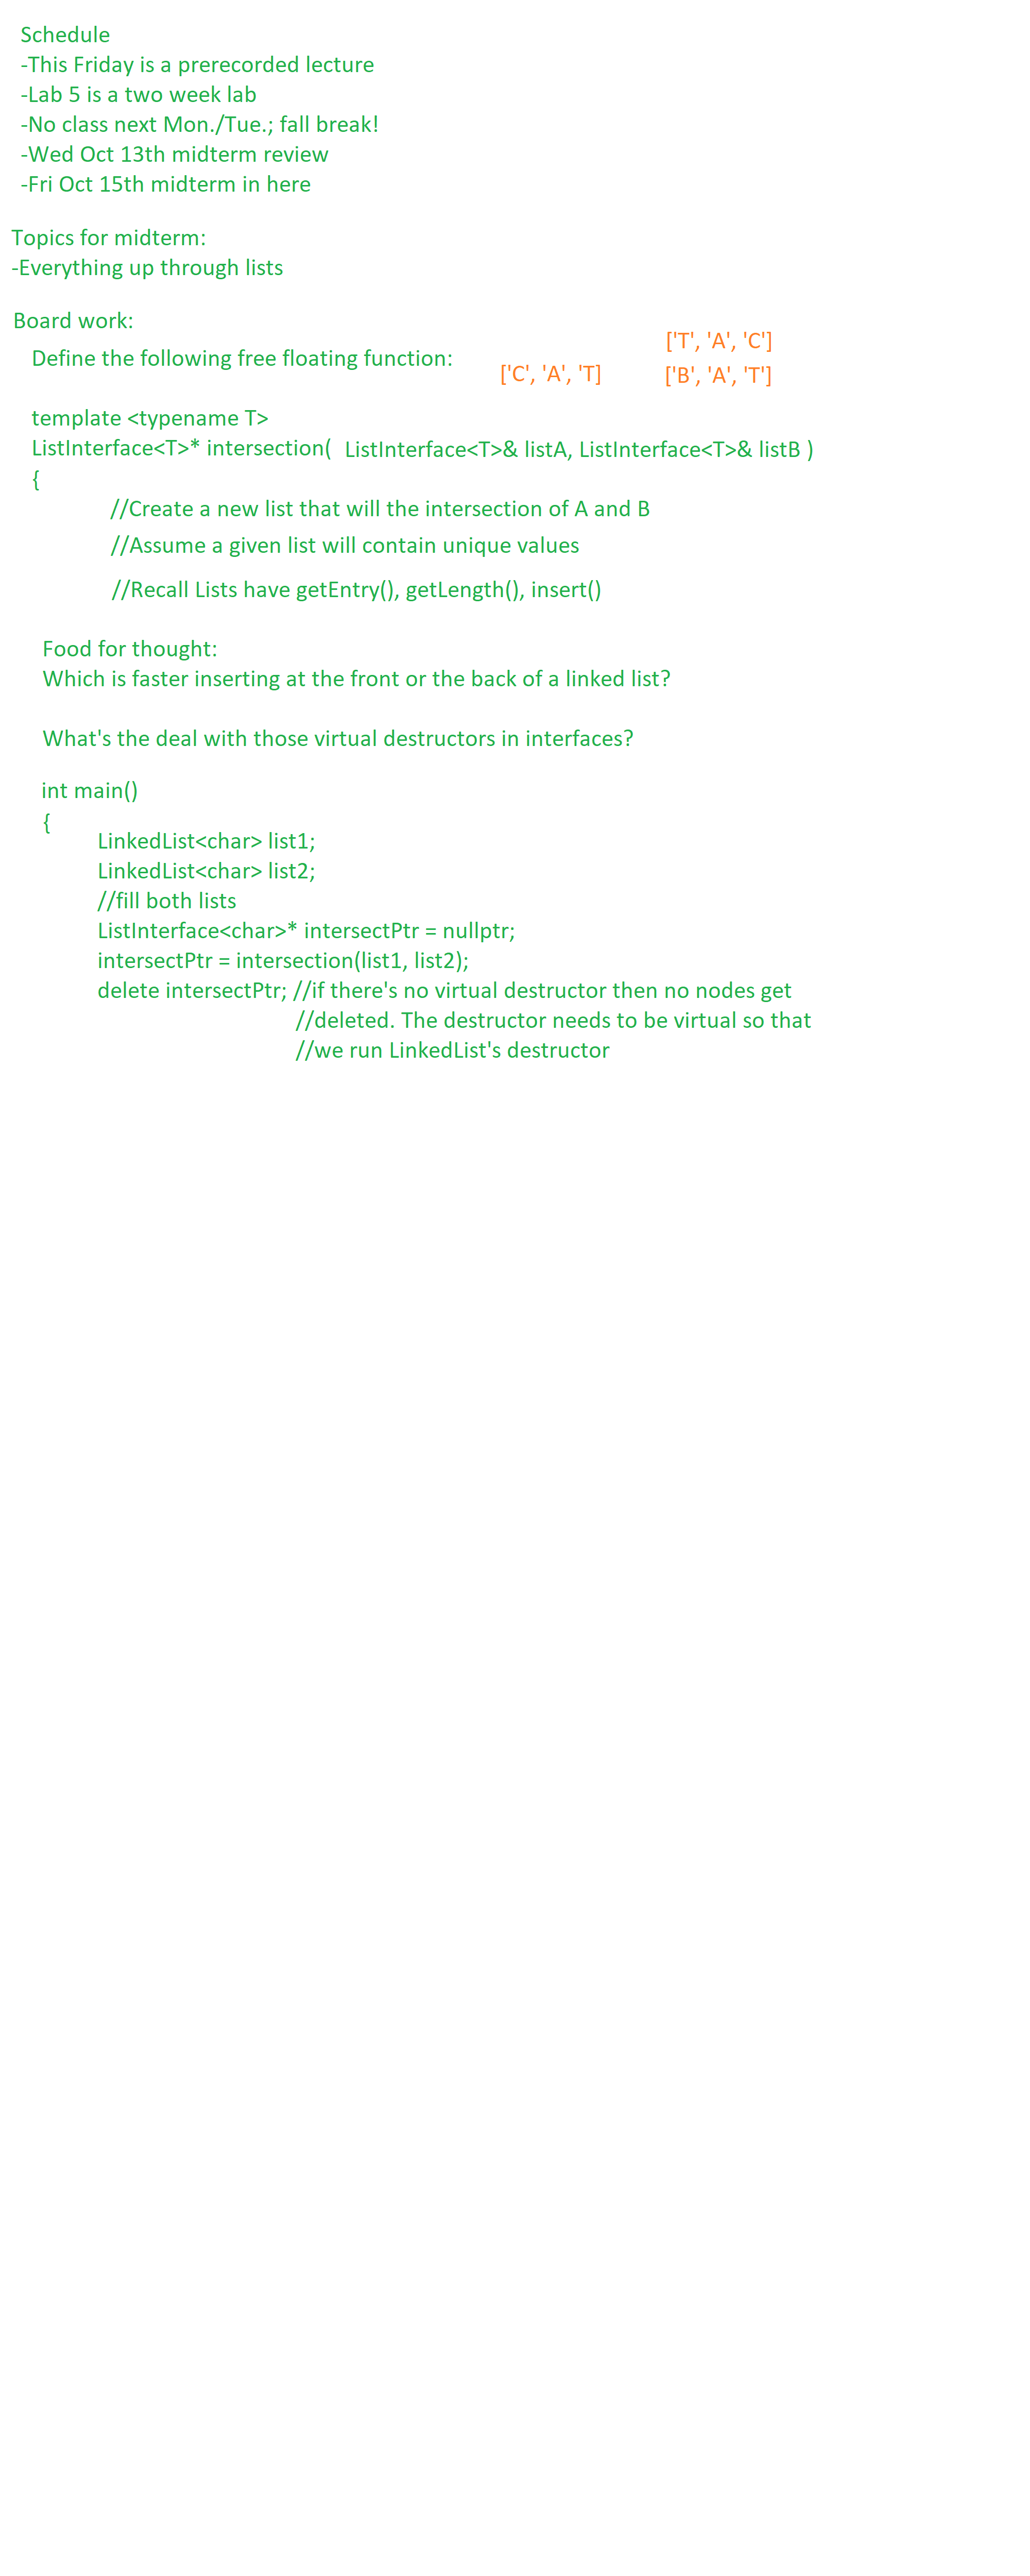 Schedule
-This Friday is a prerecorded lecture
-Lab 5 is a two week lab
-No class next Mon./Tue.; fall break!
-Wed Oct 13th midterm review
-Fri Oct 15th midterm in here
Topics for midterm:
-Everything up through lists
Board work:
['T', 'A', 'C']
Define the following free floating function:
['C', 'A', 'T]
['B', 'A', 'T']
template <typename T>
ListInterface<T>* intersection( ListInterface<T>& listA, ListInterface<T>& listB )
{
//Create a new list that will the intersection of A and B
//Assume a given list will contain unique values
//Recall Lists have getEntry(), getLength(), insert()
Food for thought:
Which is faster inserting at the front or the back of a linked list?
What's the deal with those virtual destructors in interfaces?
int main()
{
LinkedList<char> list1;
LinkedList<char> list2;
//fill both lists
ListInterface<char>* intersectPtr = nullptr;
intersectPtr = intersection(list1, list2);
delete intersectPtr; //if there's no virtual destructor then no nodes get
//deleted. The destructor needs to be virtual so that
//we run LinkedList's destructor